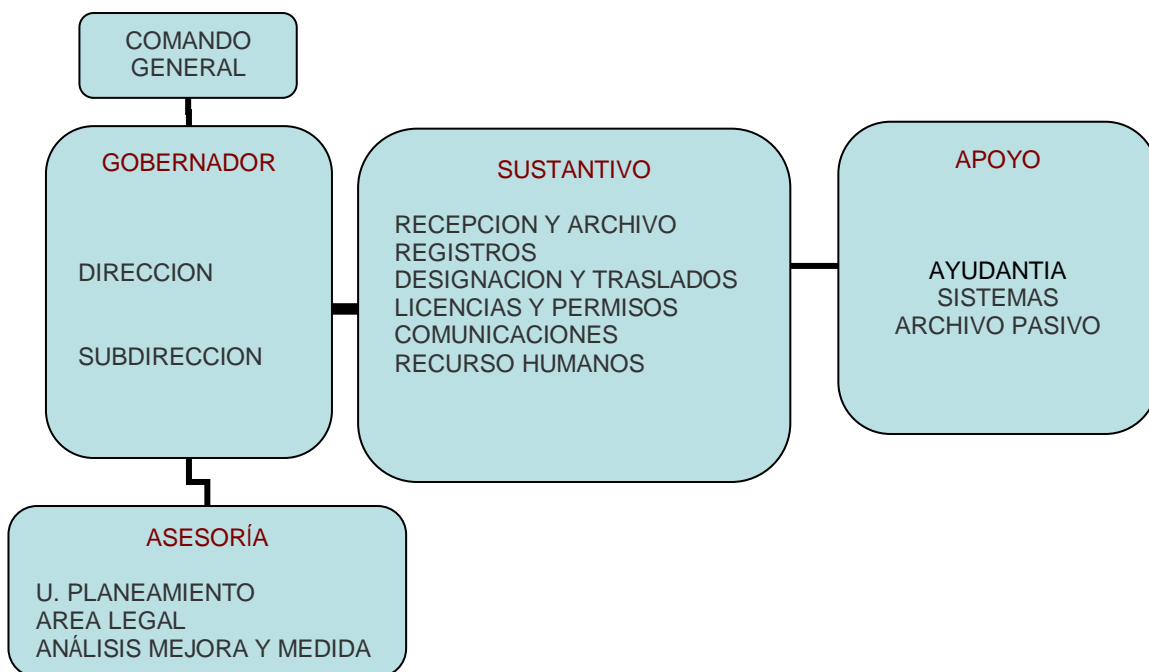 COMANDO
GENERAL
GOBERNADOR
DIRECCION
SUBDIRECCION
SUSTANTIVO
RECEPCION Y ARCHIVO
REGISTROS
DESIGNACION Y TRASLADOS
LICENCIAS Y PERMISOS
COMUNICACIONES
RECURSO HUMANOS
APOYO
AYUDANTIA
SISTEMAS
ARCHIVO PASIVO
ASESORÍA
U. PLANEAMIENTO
AREA LEGAL
ANÁLISIS MEJORA Y MEDIDA